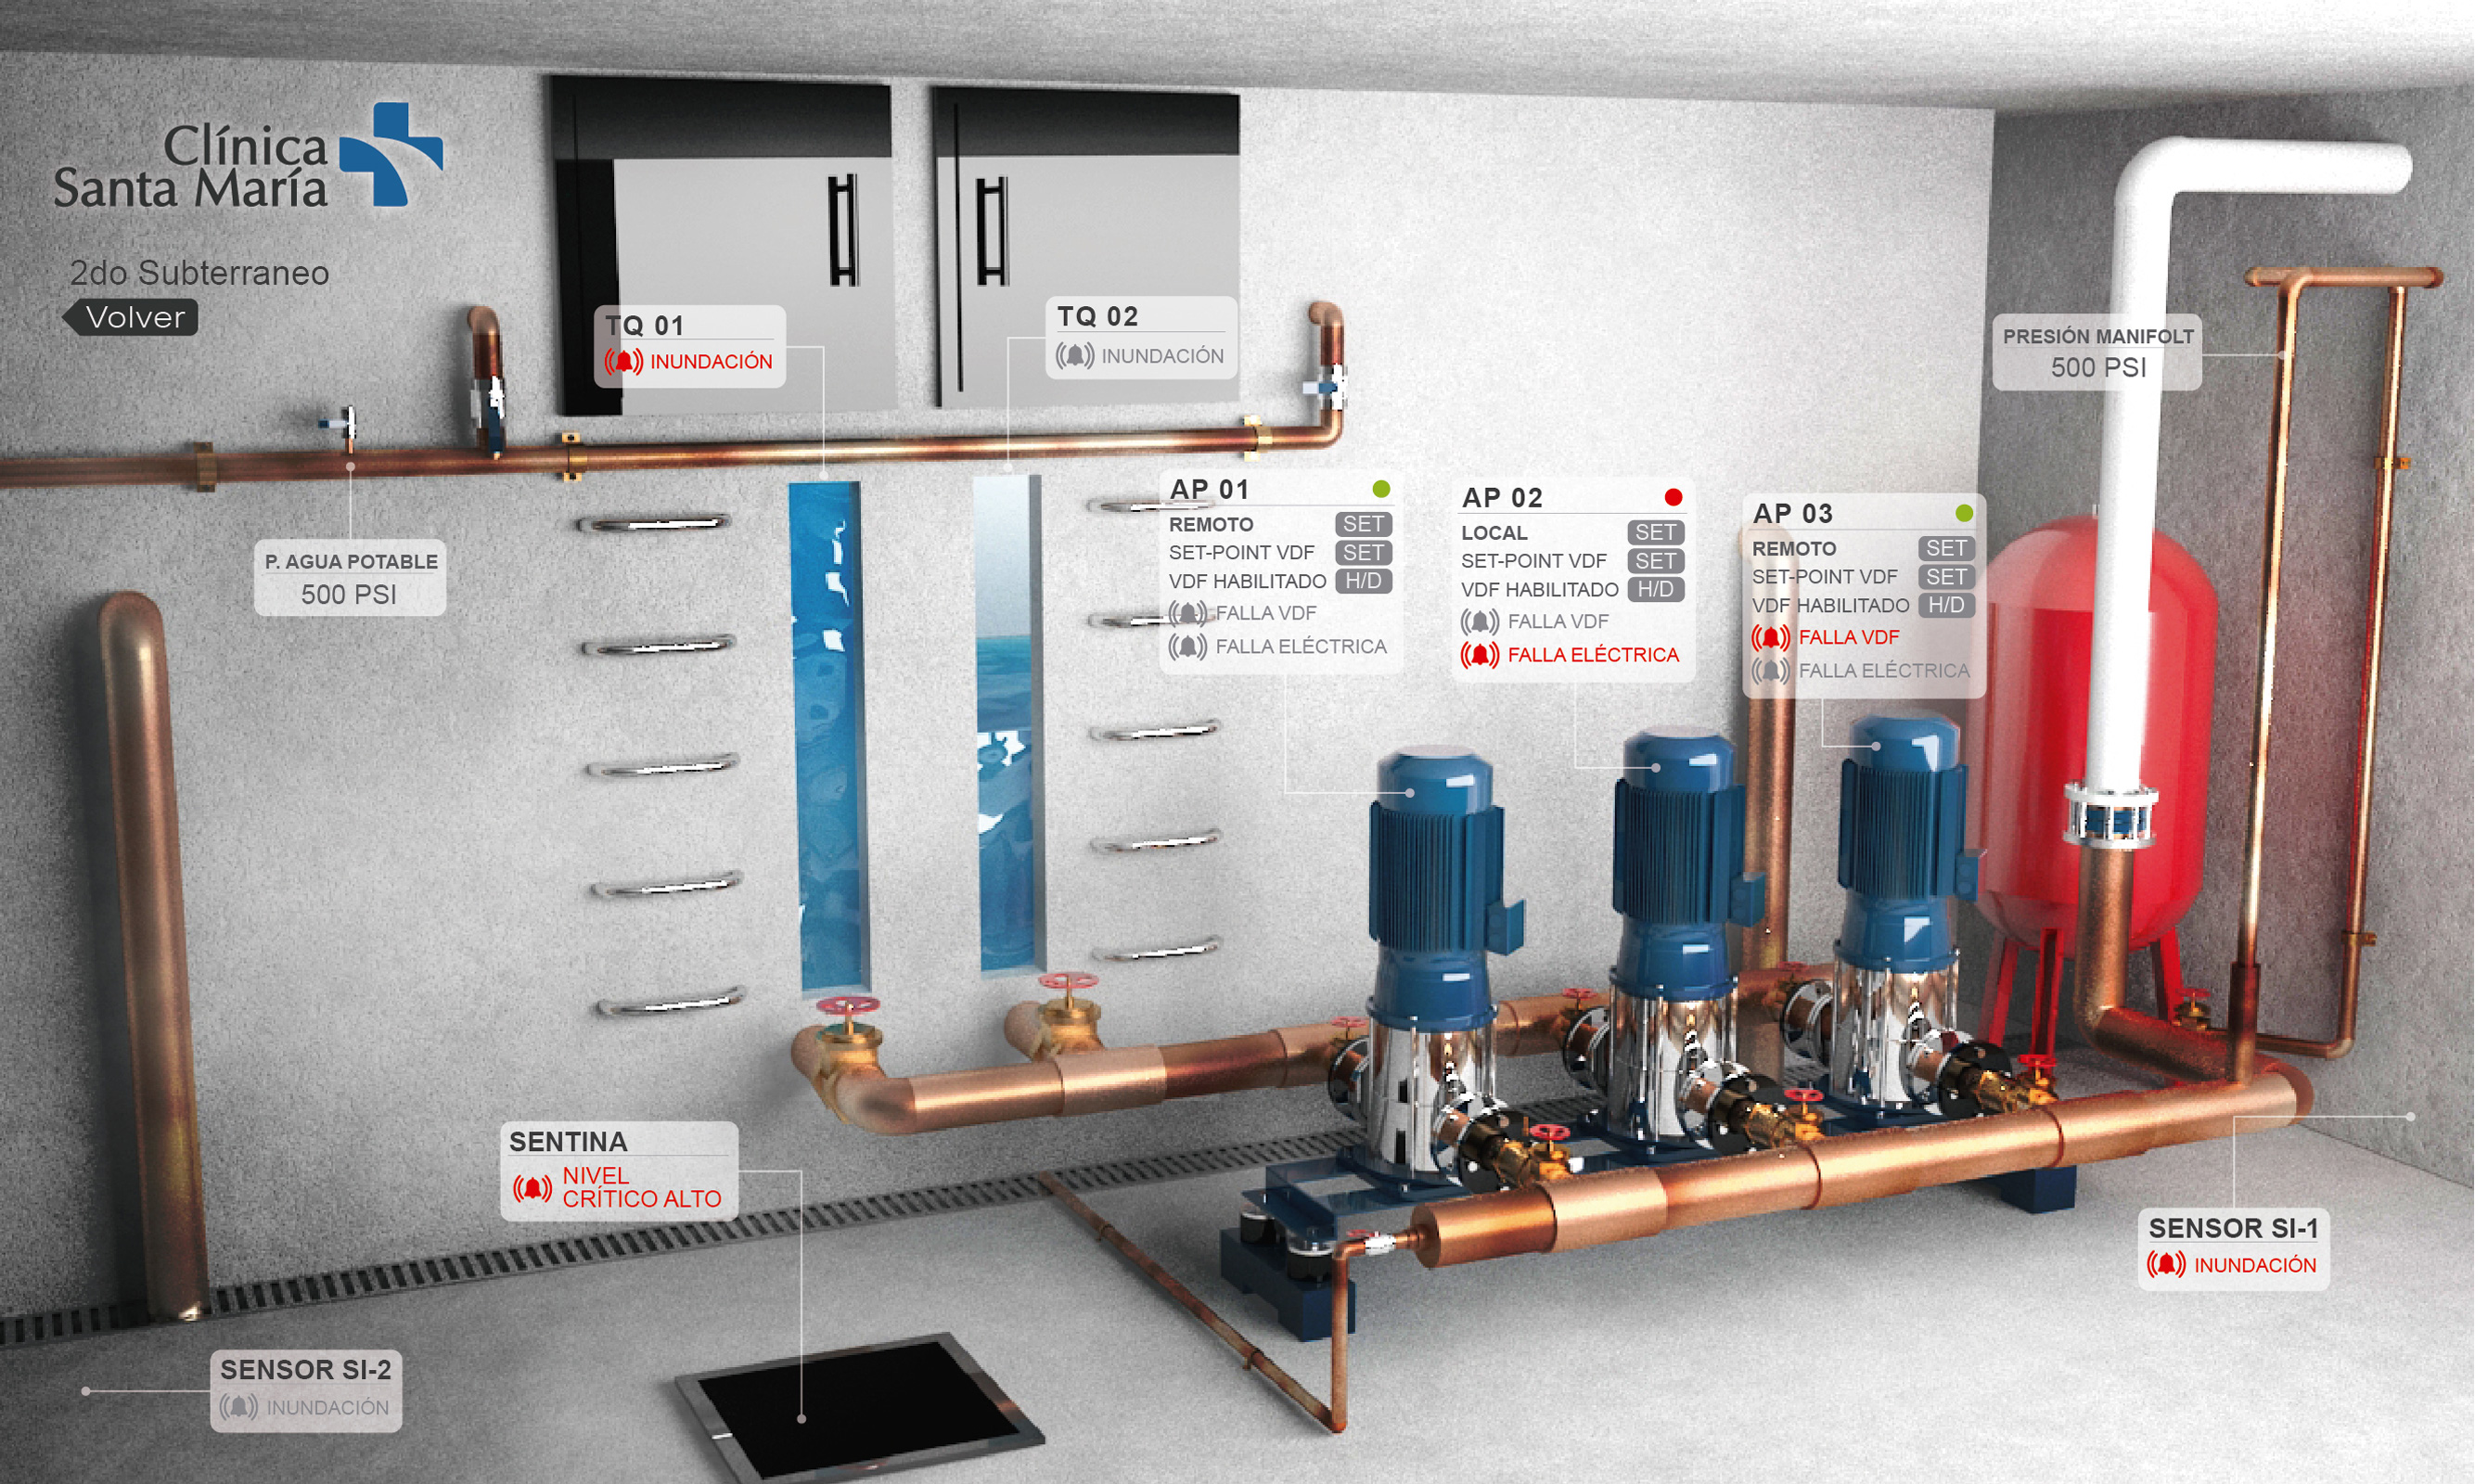 Clínica
Santa María
2do Subterraneo
Volver
TQ 01
INUNDACIÓN
TQ 02
INUNDACIÓN
PRESIÓN MANIFOLT
500 PSI
P. AGUA POTABLE
500 PSI
AP 01
REMOTO SET
SET-POINT VDF SET
VDF HABILITADO H/D
FALLA VDF
FALLA ELÉCTRICA
AP 02
LOCAL SET
SET-POINT VDF SET
VDF HABILITADO H/D
FALLA VDF
FALLA ELÉCTRICA
AP 03
REMOTO SET
SET-POINT VDF SET
VDF HABILITADO H/D
FALLA VDF
FALLA ELÉCTRICA
SENTINA
NIVEL
CRÍTICO ALTO
SENSOR SI-1
INUNDACIÓN
SENSOR SI-2
INUNDACIÓN